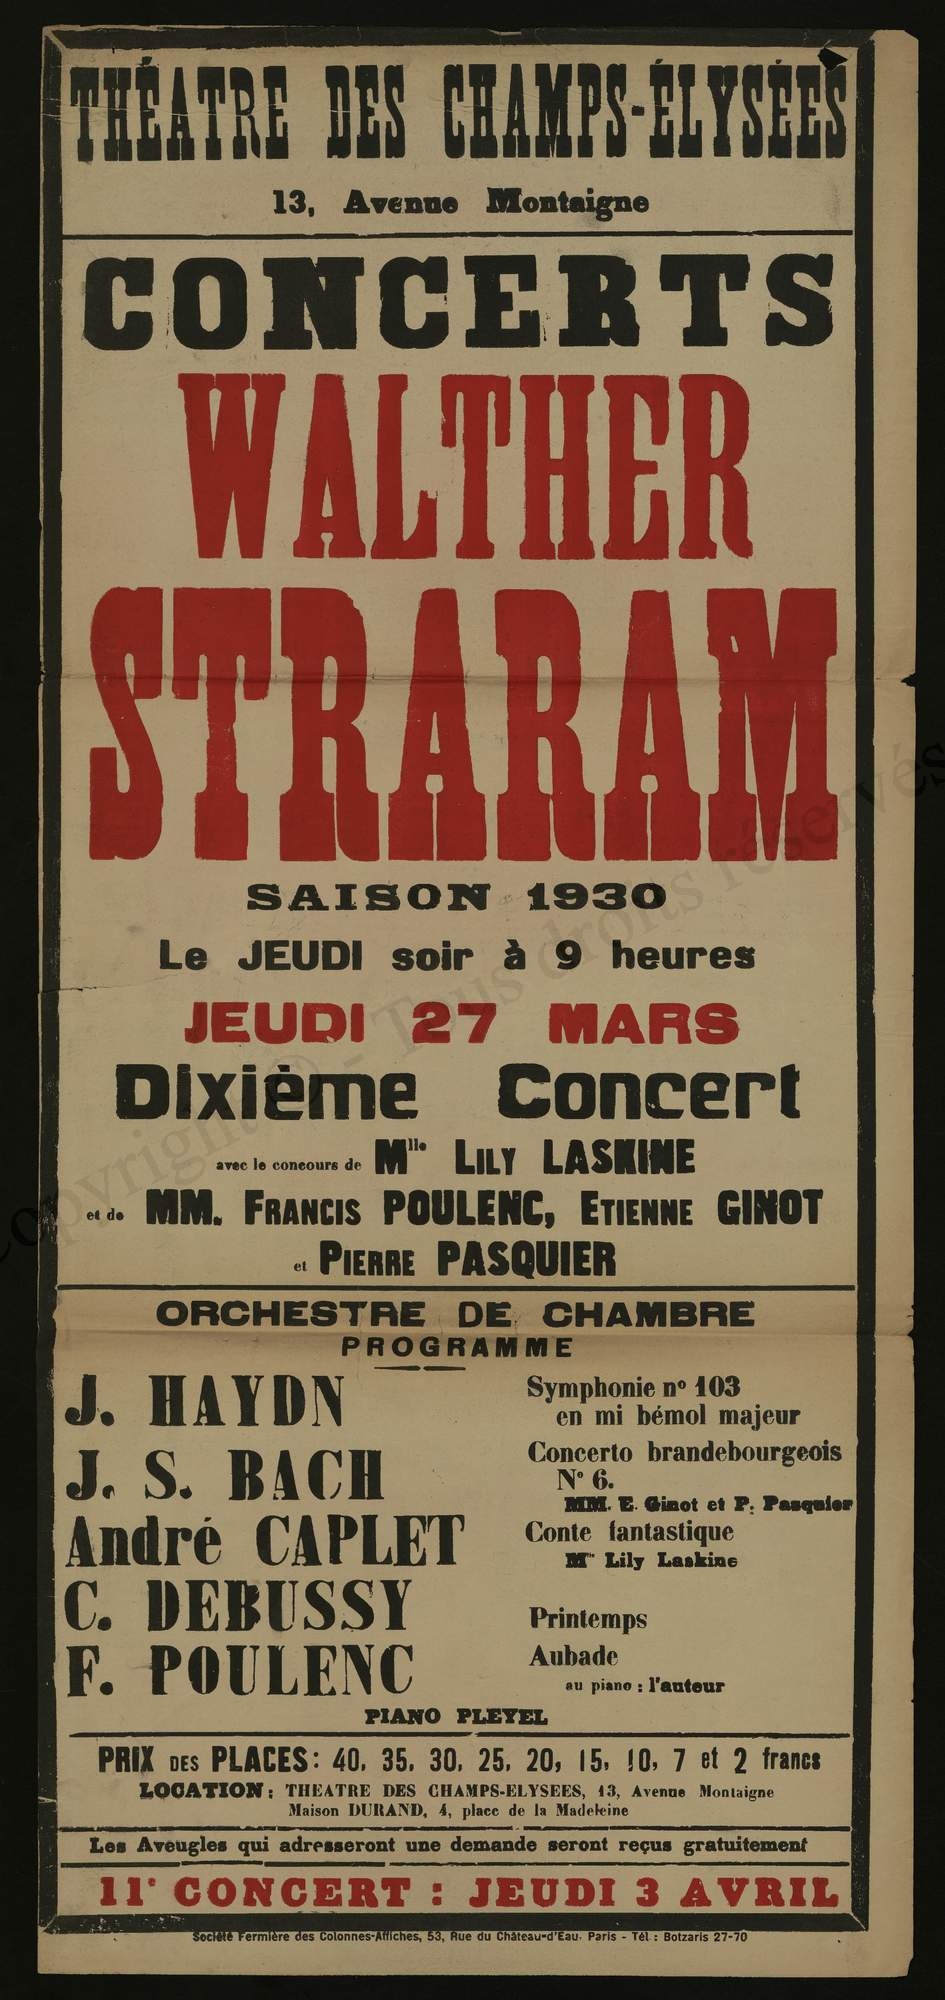 THÉATRE DES CHAMPS-ÉLYSÉES
13, Avenue Montaigne
CONCERTS
WALTHER
STRARAM
SAISON 1930
Le JEUDI soir à 9 heures
JEUDI 27 MARS
Dixième Concert
avec le concours de Mlle LILY LASKINE
et de MM. FRANCIS POULENC, ETIENNE GINOT
et PIERRE PASQUIER
ORCHESTRE DE CHAMBRE
PROGRAMME
J. HAYDN Symphonie nº 103
en mi bémol majeur
J. S. BACH Concerto brandebourgeois
Nº 6.
MM. E. Ginot et P. Pasquier
André CAPLET Conte fantastique
Mlle Lily Laskine
C. DEBUSSY Printemps
F. POULENC Aubade
au piano : l'auteur
PIANO PLEYEL
PRIX DES PLACES : 40, 35, 30, 25, 20, 15, 10, 7 et 2 francs
LOCATION : THEATRE DES CHAMPS-ELYSEES, 13, Avenue Montaigne
Maison DURAND, 4, place de la Madeleine
Les Aveugles qui adresseront une demande seront reçus gratuitement
11e CONCERT : JEUDI 3 AVRIL
Société Fermière des Colonnes-Affiches, 53, Rue du Château-d'Eau. Paris - Tél : Botzaris 27-70
Copyright © - Tous droits réservés